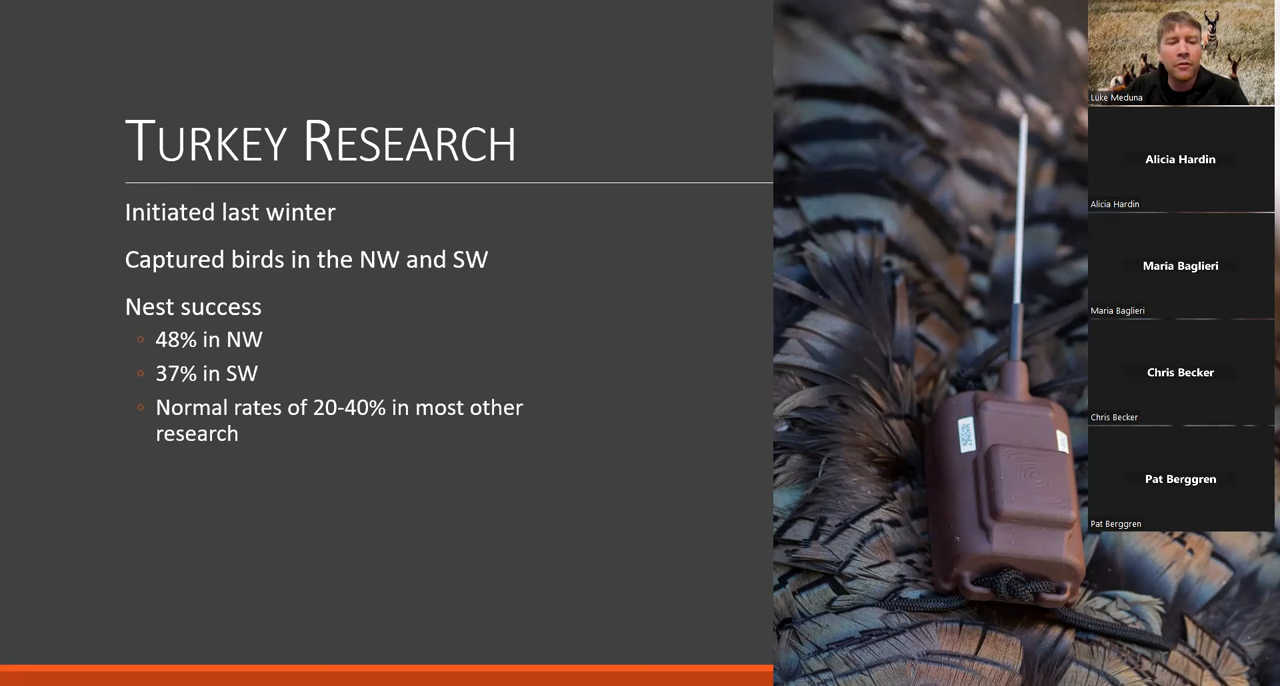 TURKEY RESEARCH
Initiated last winter
Captured birds in the NW and SW
Nest success
48% in NW
37% in SW
Normal rates of 20-40% in most other
research
Luke Meduna
Alicia Hardin
Alicia Hardin
Maria Baglieri
Maria Baglieri
Chris Becker
Chris Becker
Pat Berggren
Pat Berggren